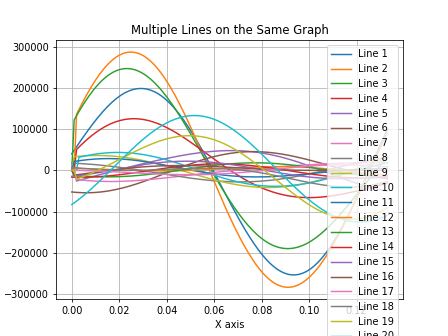 Multiple Lines on the Same Graph
300000
200000
100000
0
−100000
−200000
−300000
0.00 0.02 0.04 0.06 0.08 0.10
X axis
Line 1
Line 2
Line 3
Line 4
Line 5
Line 6
Line 7
Line 8
Line 9
Line 10
Line 11
Line 12
Line 13
Line 14
Line 15
Line 16
Line 17
Line 18
Line 19
Line 20